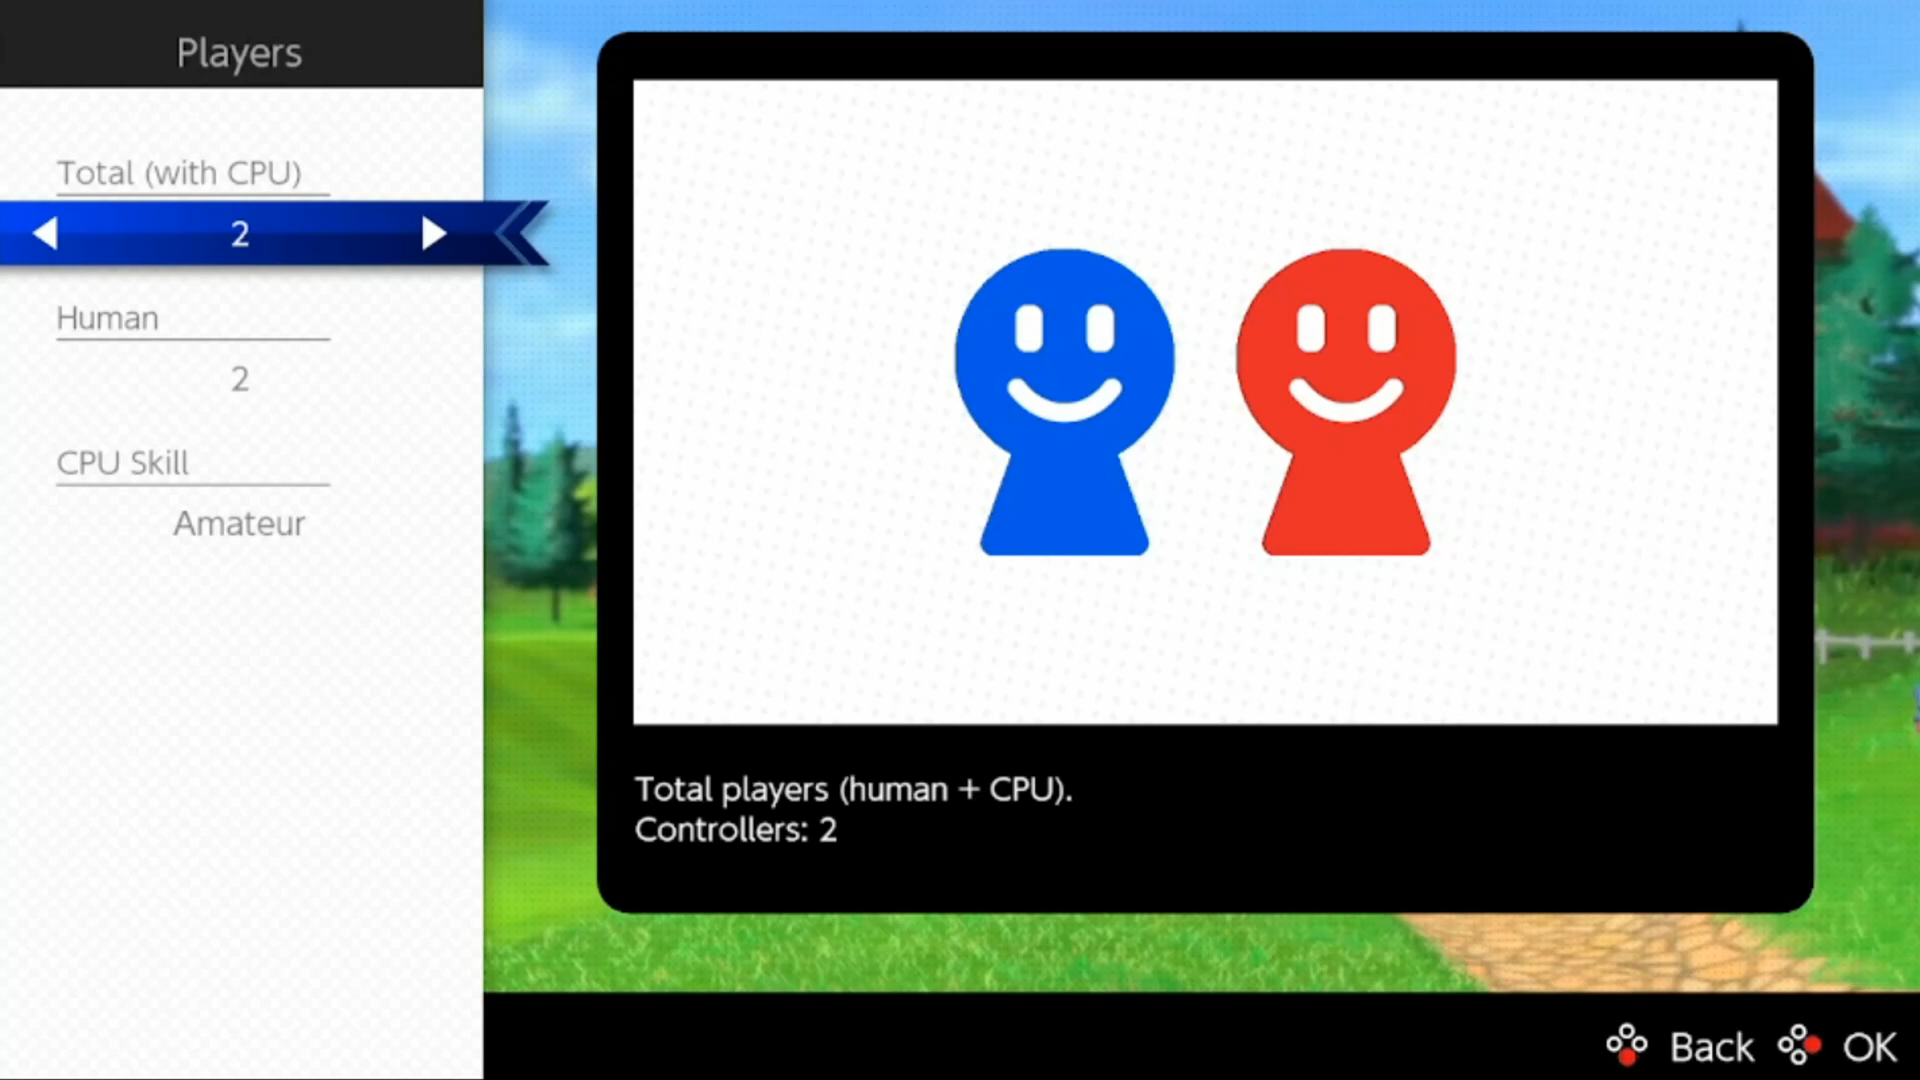 Players
Total (with CPU)
2
Human
2
CPU Skill
Amateur
Total players (human + CPU).
Controllers: 2
Back OK